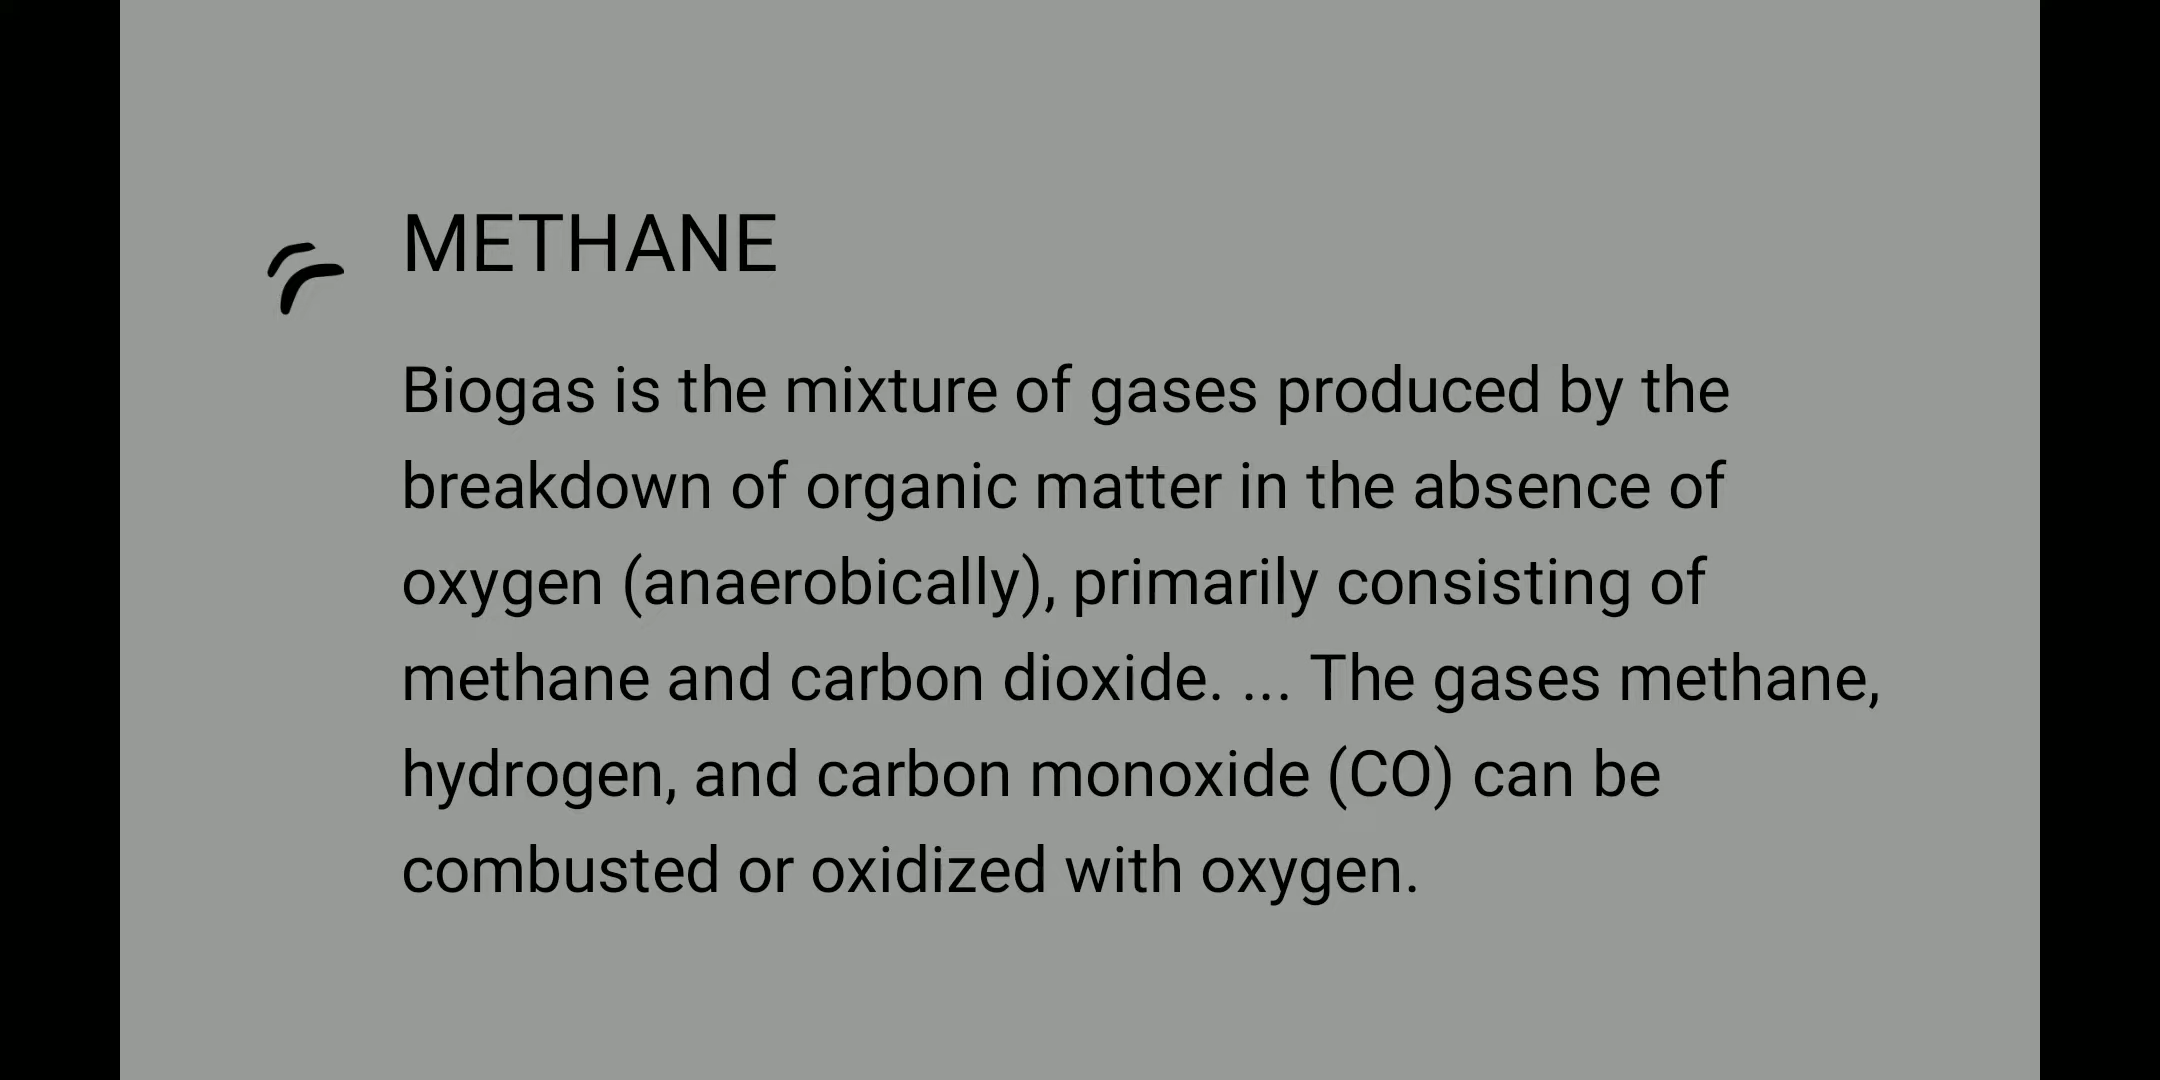 METHANE
Biogas is the mixture of gases produced by the
breakdown of organic matter in the absence of
oxygen (anaerobically), primarily consisting of
methane and carbon dioxide. ... The gases methane,
hydrogen, and carbon monoxide (CO) can be
combusted or oxidized with oxygen.